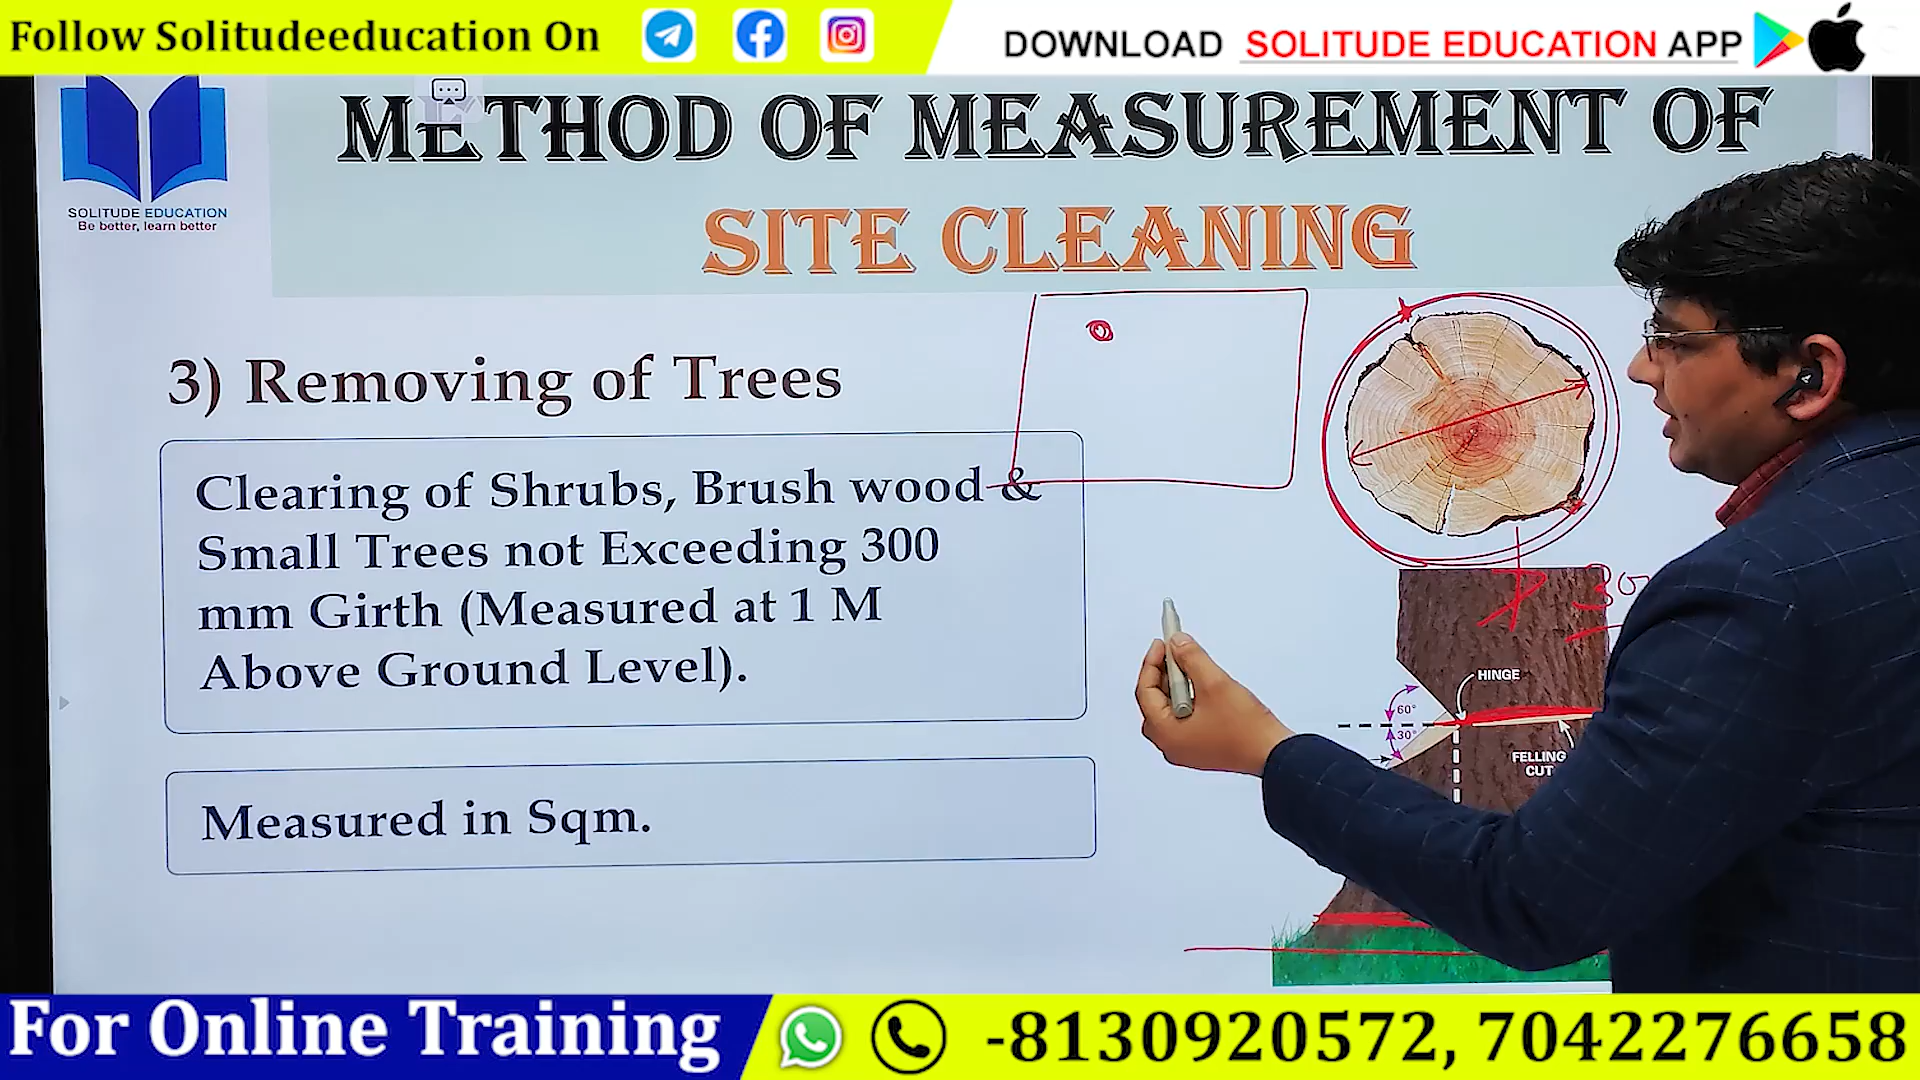 Follow Solitudeeducation On
DOWNLOAD SOLITUDE EDUCATION APP
METHOD OF MEASUREMENT OF
SITE CLEANING
SOLITUDE EDUCATION
Be better, learn better
3) Removing of Trees
Clearing of Shrubs, Brush wood &
Small Trees not Exceeding 300
mm Girth (Measured at 1 M
Above Ground Level).
Measured in Sqm.
HINGE
60°
30°
FELLING
CUT
For Online Training
-8130920572, 7042276658